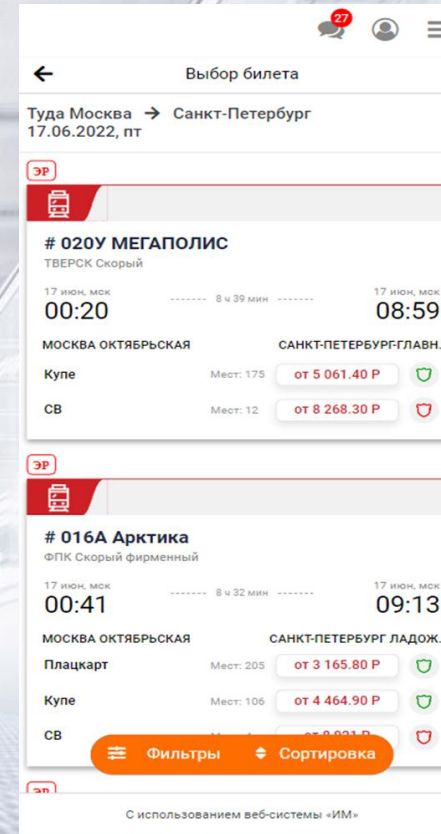 27
Выбор билета
Туда Москва → Санкт-Петербург
17.06.2022, пт
ЭР
# 020У МЕГАПОЛИС
ТВЕРСК Скорый
17 июн, мск 17 июн, мск
00:20 ------- 8 ч 39 мин ------- 08:59
МОСКВА ОКТЯБРЬСКАЯ САНКТ-ПЕТЕРБУРГ-ГЛАВН.
Купе Мест: 175 от 5 061.40 Р
СВ Мест: 12 от 8 268.30 Р
ЭР
# 016А Арктика
ФПК Скорый фирменный
17 июн, мск 17 июн, мск
00:41 ------- 8 ч 32 мин ------- 09:13
МОСКВА ОКТЯБРЬСКАЯ САНКТ-ПЕТЕРБУРГ ЛАДОЖ.
Плацкарт Мест: 205 от 3 165.80 Р
Купе Мест: 106 от 4 464.90 Р
СВ
Фильтры Сортировка
ЭР
С использованием веб-системы «ИМ»